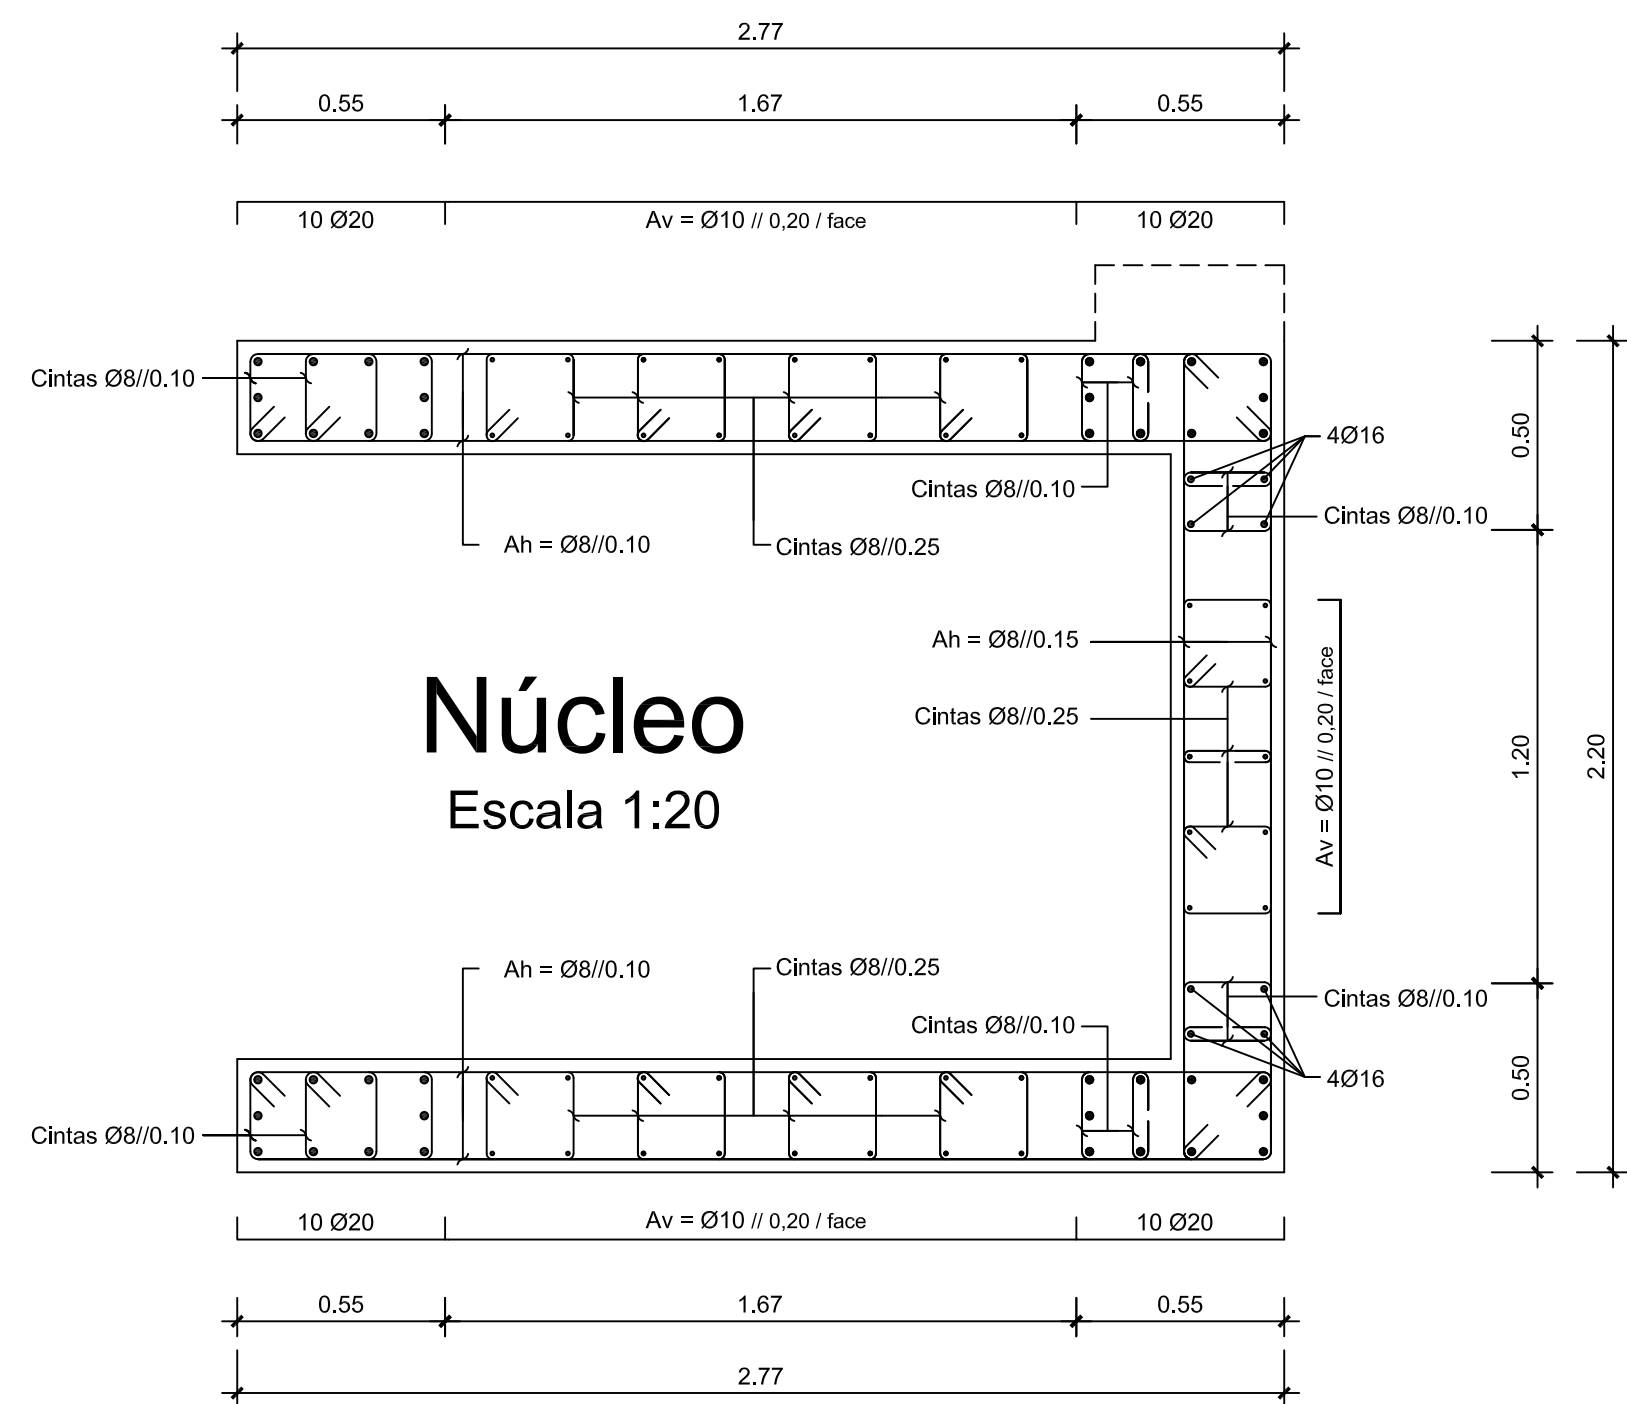 2.77
0.55
1.67
0.55
10 Ø20
Av = Ø10 // 0,20 / face
10 Ø20
Cintas Ø8//0.10
4Ø16
0.50
Cintas Ø8//0.10
Cintas Ø8//0.10
Ah = Ø8//0.10
Cintas Ø8//0.25
Ah = Ø8//0.15
Cintas Ø8//0.25
Av = Ø10 // 0,20 / face
1.20
2.20
Núcleo
Escala 1:20
Ah = Ø8//0.10
Cintas Ø8//0.25
Cintas Ø8//0.10
Cintas Ø8//0.10
4Ø16
0.50
Cintas Ø8//0.10
10 Ø20
Av = Ø10 // 0,20 / face
10 Ø20
0.55
1.67
0.55
2.77